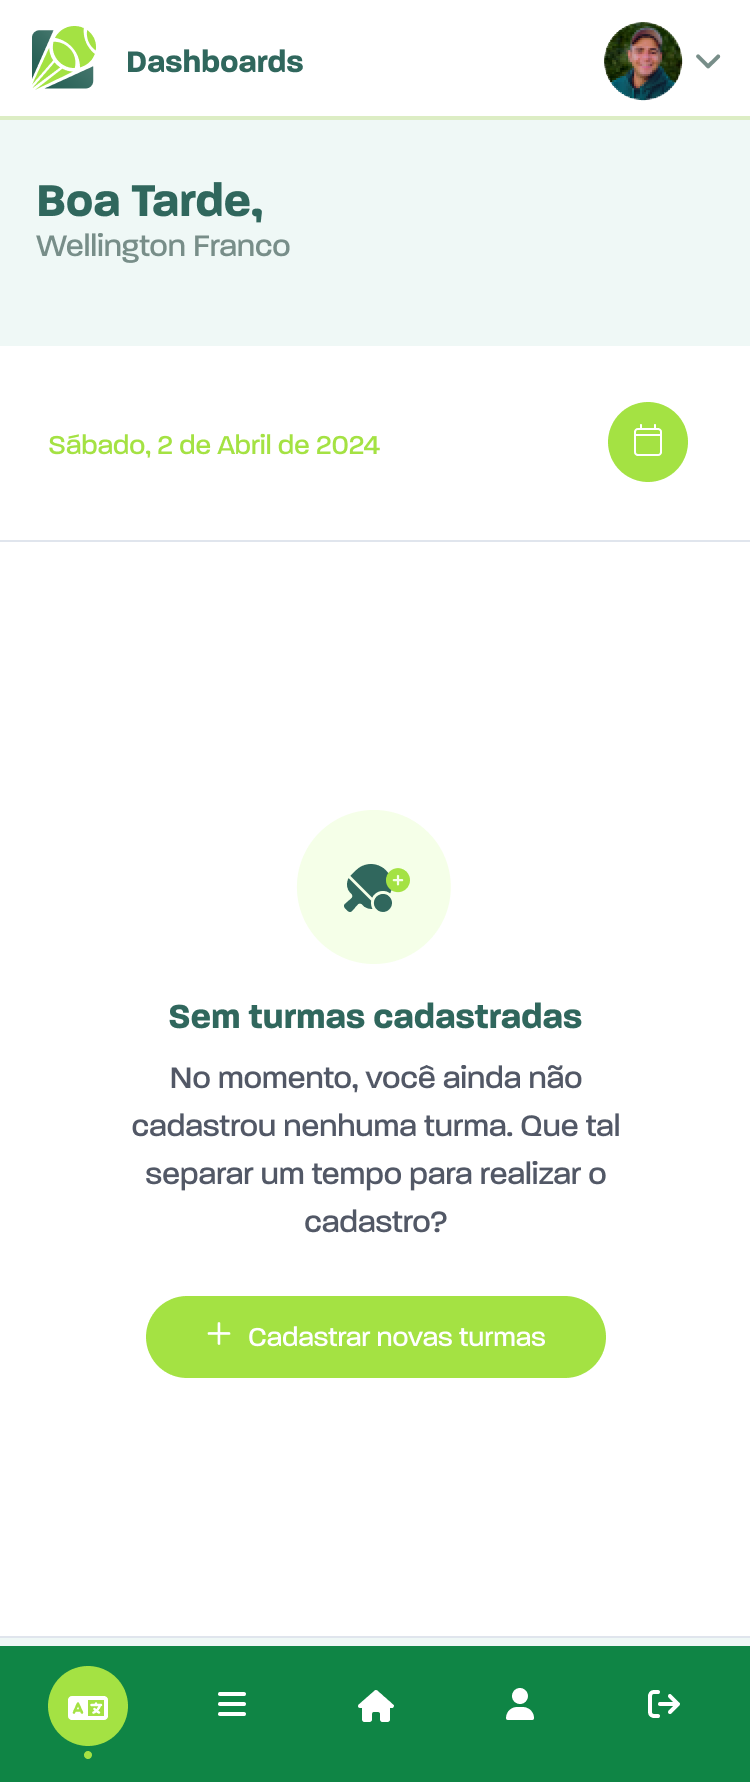 Dashboards
Boa Tarde,
Wellington Franco
Sábado, 2 de Abril de 2024
Sem turmas cadastradas
No momento, você ainda não
cadastrou nenhuma turma. Que tal
separar um tempo para realizar o
cadastro?
Cadastrar novas turmas